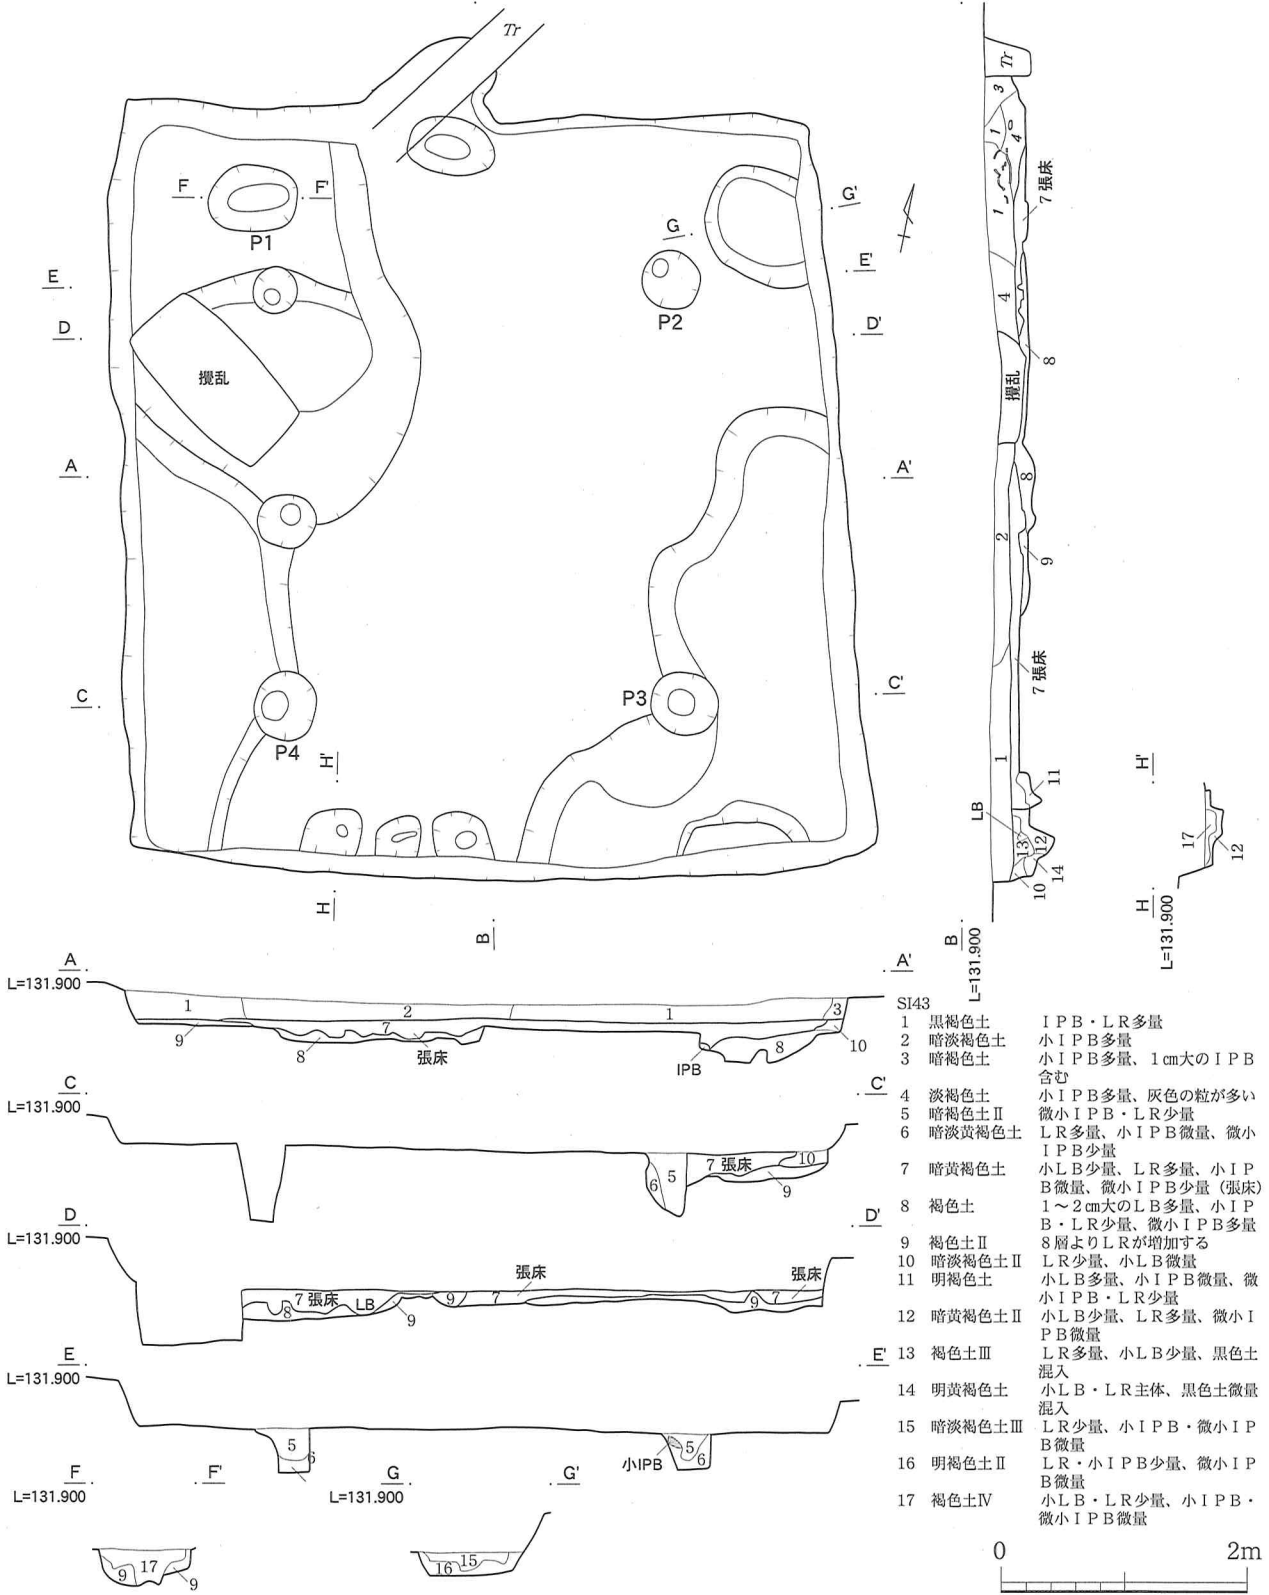 Tr
Tr
3
1
4
7 張床
1
4
8
攪乱
8
2
9
7 張床
1
11
LB
13
12
14
10
F
F'
P1
G
G'
E
E'
P2
D
D'
攪乱
A
A'
C
C'
P3
P4
H'
H
B
B
L=131.900
H'
17
12
H
L=131.900
A
A'
L=131.900
1
2
1
3
9
7
8
張床
IPB
8
10
C
C'
L=131.900
6
5
7 張床
10
9
D
D'
L=131.900
7 張床
8
LB
9
9
7
張床
9
7
張床
E
E'
L=131.900
5
6
小IPB
5
6
F
F'
L=131.900
9
17
9
G
G'
L=131.900
16
15
SI43
1 黒褐色土 ＩＰＢ・ＬＲ多量
2 暗淡褐色土 小ＩＰＢ多量
3 暗褐色土 小ＩＰＢ多量、１㎝大のＩＰＢ
含む
4 淡褐色土 小ＩＰＢ多量、灰色の粒が多い
5 暗褐色土Ⅱ 微小ＩＰＢ・ＬＲ少量
6 暗淡黄褐色土 ＬＲ多量、小ＩＰＢ微量、微小
ＩＰＢ少量
7 暗黄褐色土 小ＬＢ少量、ＬＲ多量、小ＩＰ
Ｂ微量、微小ＩＰＢ少量（張床）
8 褐色土 １～２㎝大のＬＢ多量、小ＩＰ
Ｂ・ＬＲ少量、微小ＩＰＢ多量
9 褐色土Ⅱ ８層よりＬＲが増加する
10 暗淡褐色土Ⅱ ＬＲ少量、小ＬＢ微量
11 明褐色土 小ＬＢ多量、小ＩＰＢ微量、微
小ＩＰＢ・ＬＲ少量
12 暗黄褐色土Ⅱ 小ＬＢ少量、ＬＲ多量、微小Ｉ
ＰＢ微量
13 褐色土Ⅲ ＬＲ多量、小ＬＢ少量、黒色土
混入
14 明黄褐色土 小ＬＢ・ＬＲ主体、黒色土微量
混入
15 暗淡褐色土Ⅲ ＬＲ少量、小ＩＰＢ・微小ＩＰ
Ｂ微量
16 明褐色土Ⅱ ＬＲ・小ＩＰＢ少量、微小ＩＰ
Ｂ微量
17 褐色土Ⅳ 小ＬＢ・ＬＲ少量、小ＩＰＢ・
微小ＩＰＢ微量
0 2m